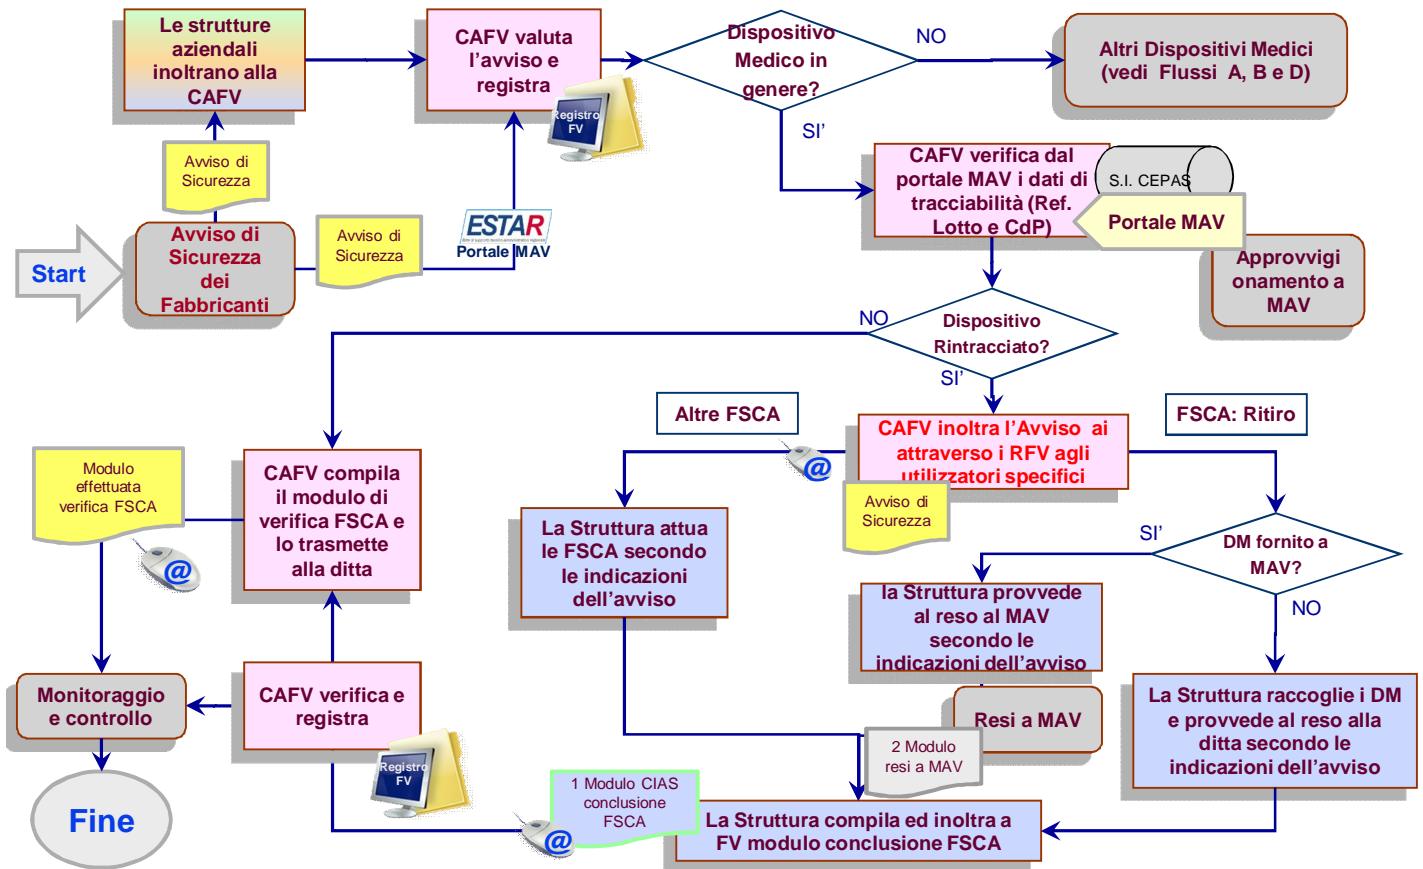 Le strutture
aziendali
inoltrano alla
CAFV
CAFV valuta
l'avviso e
registra
Registro
FV
Dispositivo
Medico in
genere?
NO
SI'
Altri Dispositivi Medici
(vedi Flussi A, B e D)
Avviso di
Sicurezza
Avviso di
Sicurezza
ESTAR
Portale MAV
Start
Avviso di
Sicurezza
dei
Fabbricanti
CAFV verifica dal
portale MAV i dati di
tracciabilità (Ref.
Lotto e CdP)
S.I. CEPAS
Portale MAV
Approvvigi
onamento a
MAV
Dispositivo
Rintracciato?
NO
SI'
Altre FSCA
FSCA: Ritiro
CAFV inoltra l'Avviso ai
attraverso i RFV agli
utilizzatori specifici
@
Avviso di
Sicurezza
Modulo
effettuata
verifica FSCA
@
CAFV compila
il modulo di
verifica FSCA e
lo trasmette
alla ditta
La Struttura attua
le FSCA secondo
le indicazioni
dell'avviso
SI'
DM fornito a
MAV?
NO
la Struttura provvede
al reso al MAV
secondo le
indicazioni dell'avviso
Resi a MAV
La Struttura raccoglie i DM
e provvede al reso alla
ditta secondo le
indicazioni dell'avviso
Monitoraggio
e controllo
CAFV verifica e
registra
Registro
FV
2 Modulo
resi a MAV
1 Modulo CIAS
conclusione
FSCA
@
La Struttura compila ed inoltra a
FV modulo conclusione FSCA
Fine